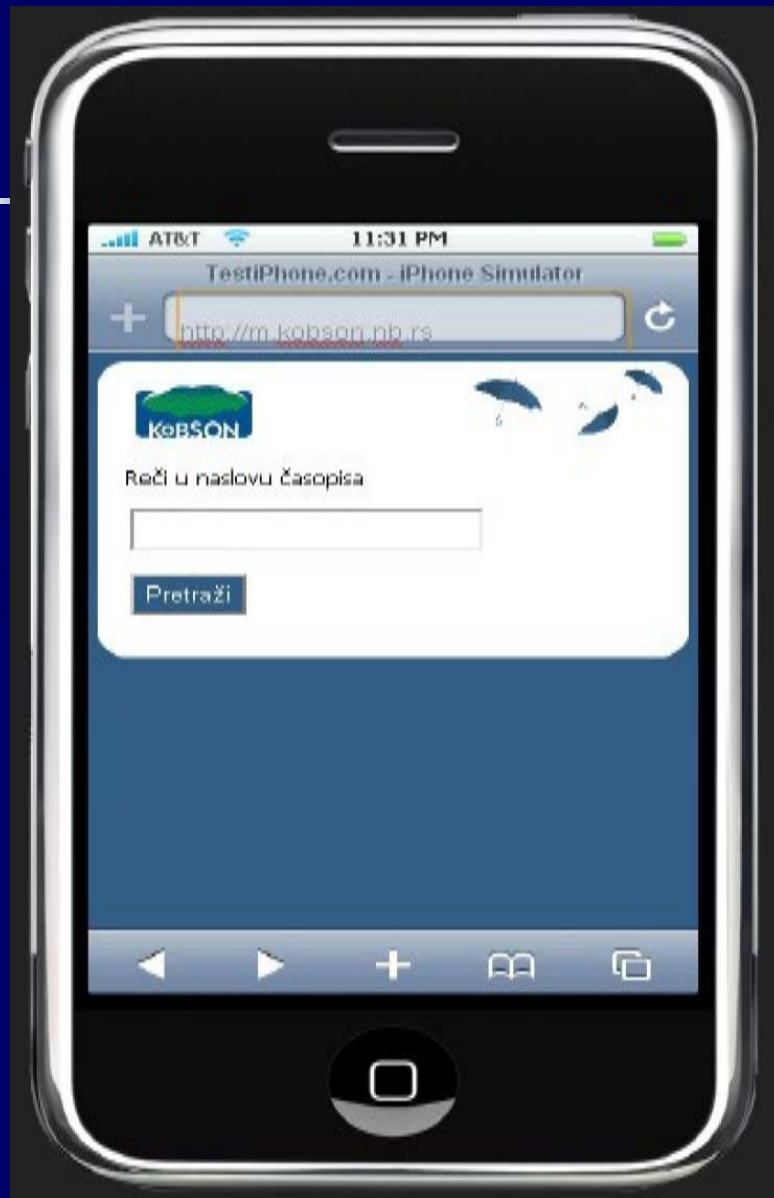 AT&T 11:31 PM
TestiPhone.com - iPhone Simulator
http://m.kobson.nb.rs
KoBSON
Reči u naslovu časopisa
Pretraži